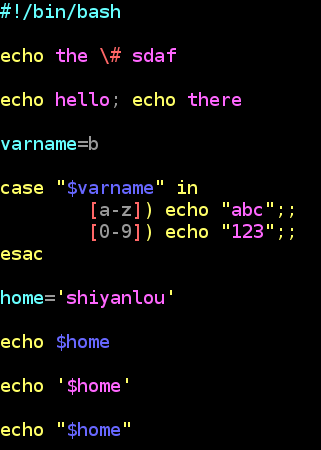 #!/bin/bash
echo the \# sdaf
echo hello; echo there
varname=b
case "$varname" in
        [a-z]) echo "abc";;
        [0-9]) echo "123";;
esac
home='shiyanlou'
echo $home
echo '$home'
echo "$home"